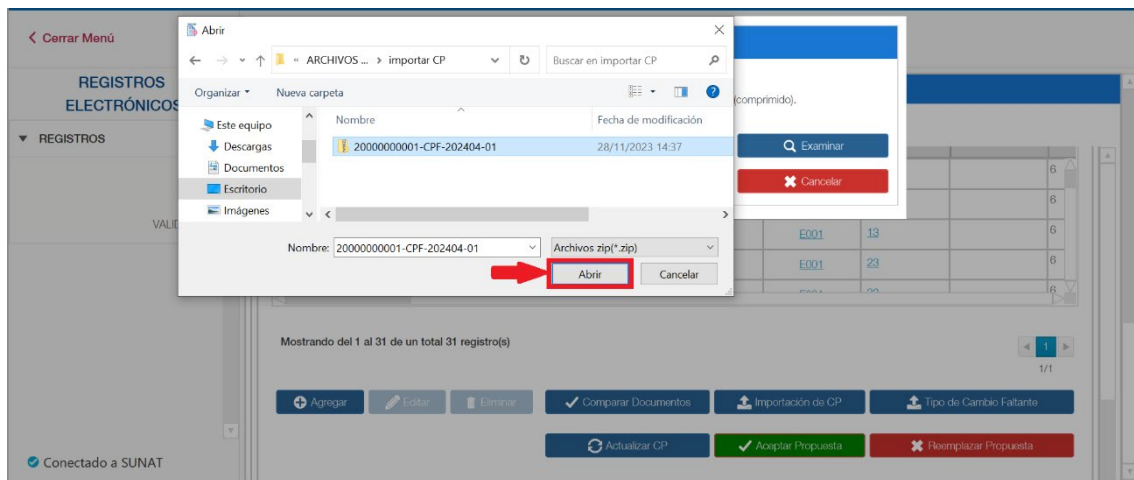 Cerrar Menú
REGISTROS
ELECTRÓNICOS
REGISTROS
Abrir
« ARCHIVOS ... > importar CP
Buscar en importar CP
Organizar
Nueva carpeta
Este equipo
Descargas
Documentos
Escritorio
Imágenes
Nombre
Fecha de modificación
20000000001-CPF-202404-01
28/11/2023 14:37
Nombre: 20000000001-CPF-202404-01
Archivos zip(*.zip)
Abrir
Cancelar
(comprimido).
Examinar
Cancelar
6
6
E001 13 6
E001 23 6
Mostrando del 1 al 31 de un total 31 registro(s)
1
1/1
Agregar
Editar
Eliminar
Comparar Documentos
Importación de CP
Tipo de Cambio Faltante
Actualizar CP
Aceptar Propuesta
Reemplazar Propuesta
Conectado a SUNAT